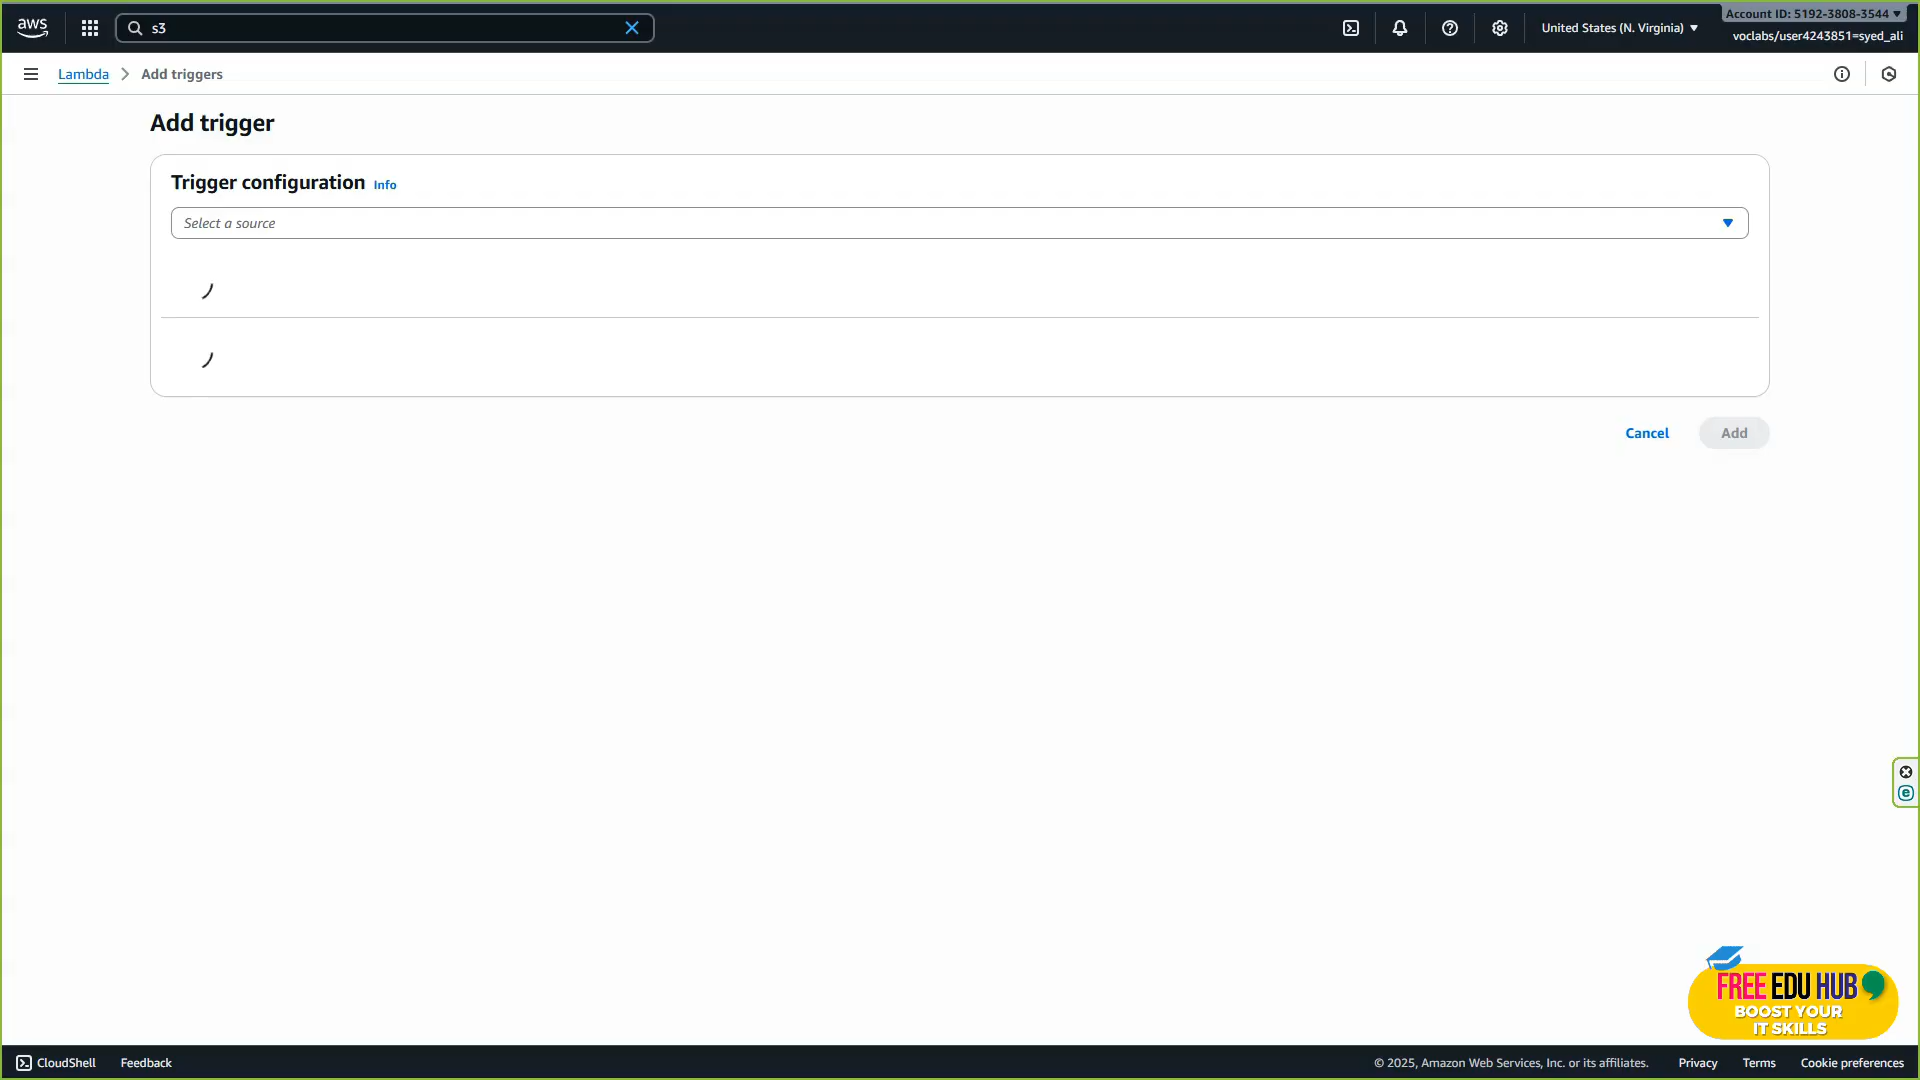 aws
s3
United States (N. Virginia)
Account ID: 5192-3808-3544
voclabs/user4243851=syed_ali
Lambda
Add triggers
Add trigger
Trigger configuration Info
Select a source
Cancel
Add
e
FREE EDU HUB
BOOST YOUR
IT SKILLS
CloudShell
Feedback
© 2025, Amazon Web Services, Inc. or its affiliates.
Privacy
Terms
Cookie preferences